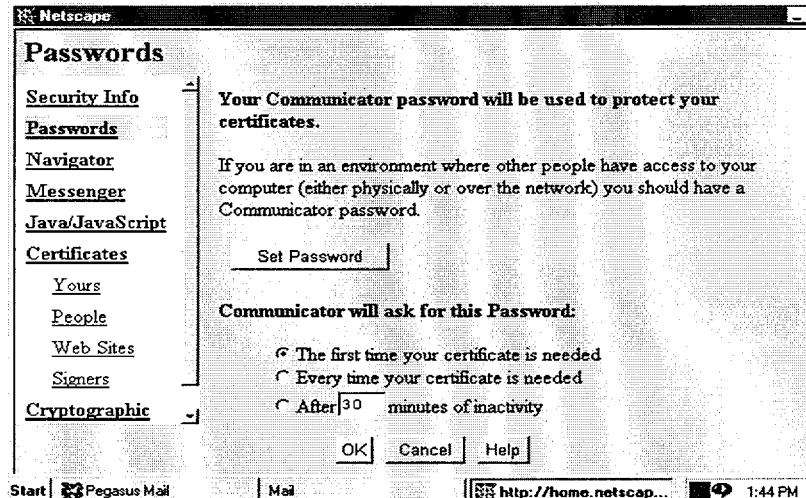 Netscape
Passwords
Security Info
Passwords
Navigator
Messenger
Java/JavaScript
Certificates
Yours
People
Web Sites
Signers
Cryptographic
Your Communicator password will be used to protect your
certificates.
If you are in an environment where other people have access to your
computer (either physically or over the network) you should have a
Communicator password.
Set Password
Communicator will ask for this Password:
The first time your certificate is needed
Every time your certificate is needed
After 30 minutes of inactivity
OK Cancel Help
Start Pegasus Mail Mail http://home.netscap... 1:44 PM